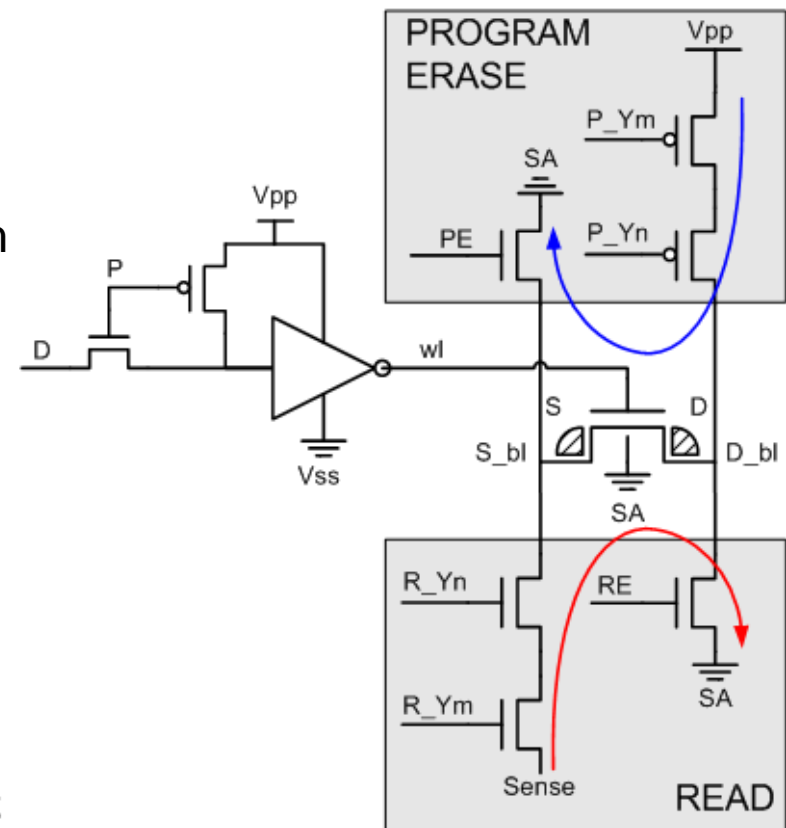 PROGRAM
ERASE
Vpp
P_Ym
SA
Vpp
n
PE
P_Yn
P
D
wl
S
D
S_bl
D_bl
Vss
SA
R_Yn
RE
R_Ym
SA
Sense
READ